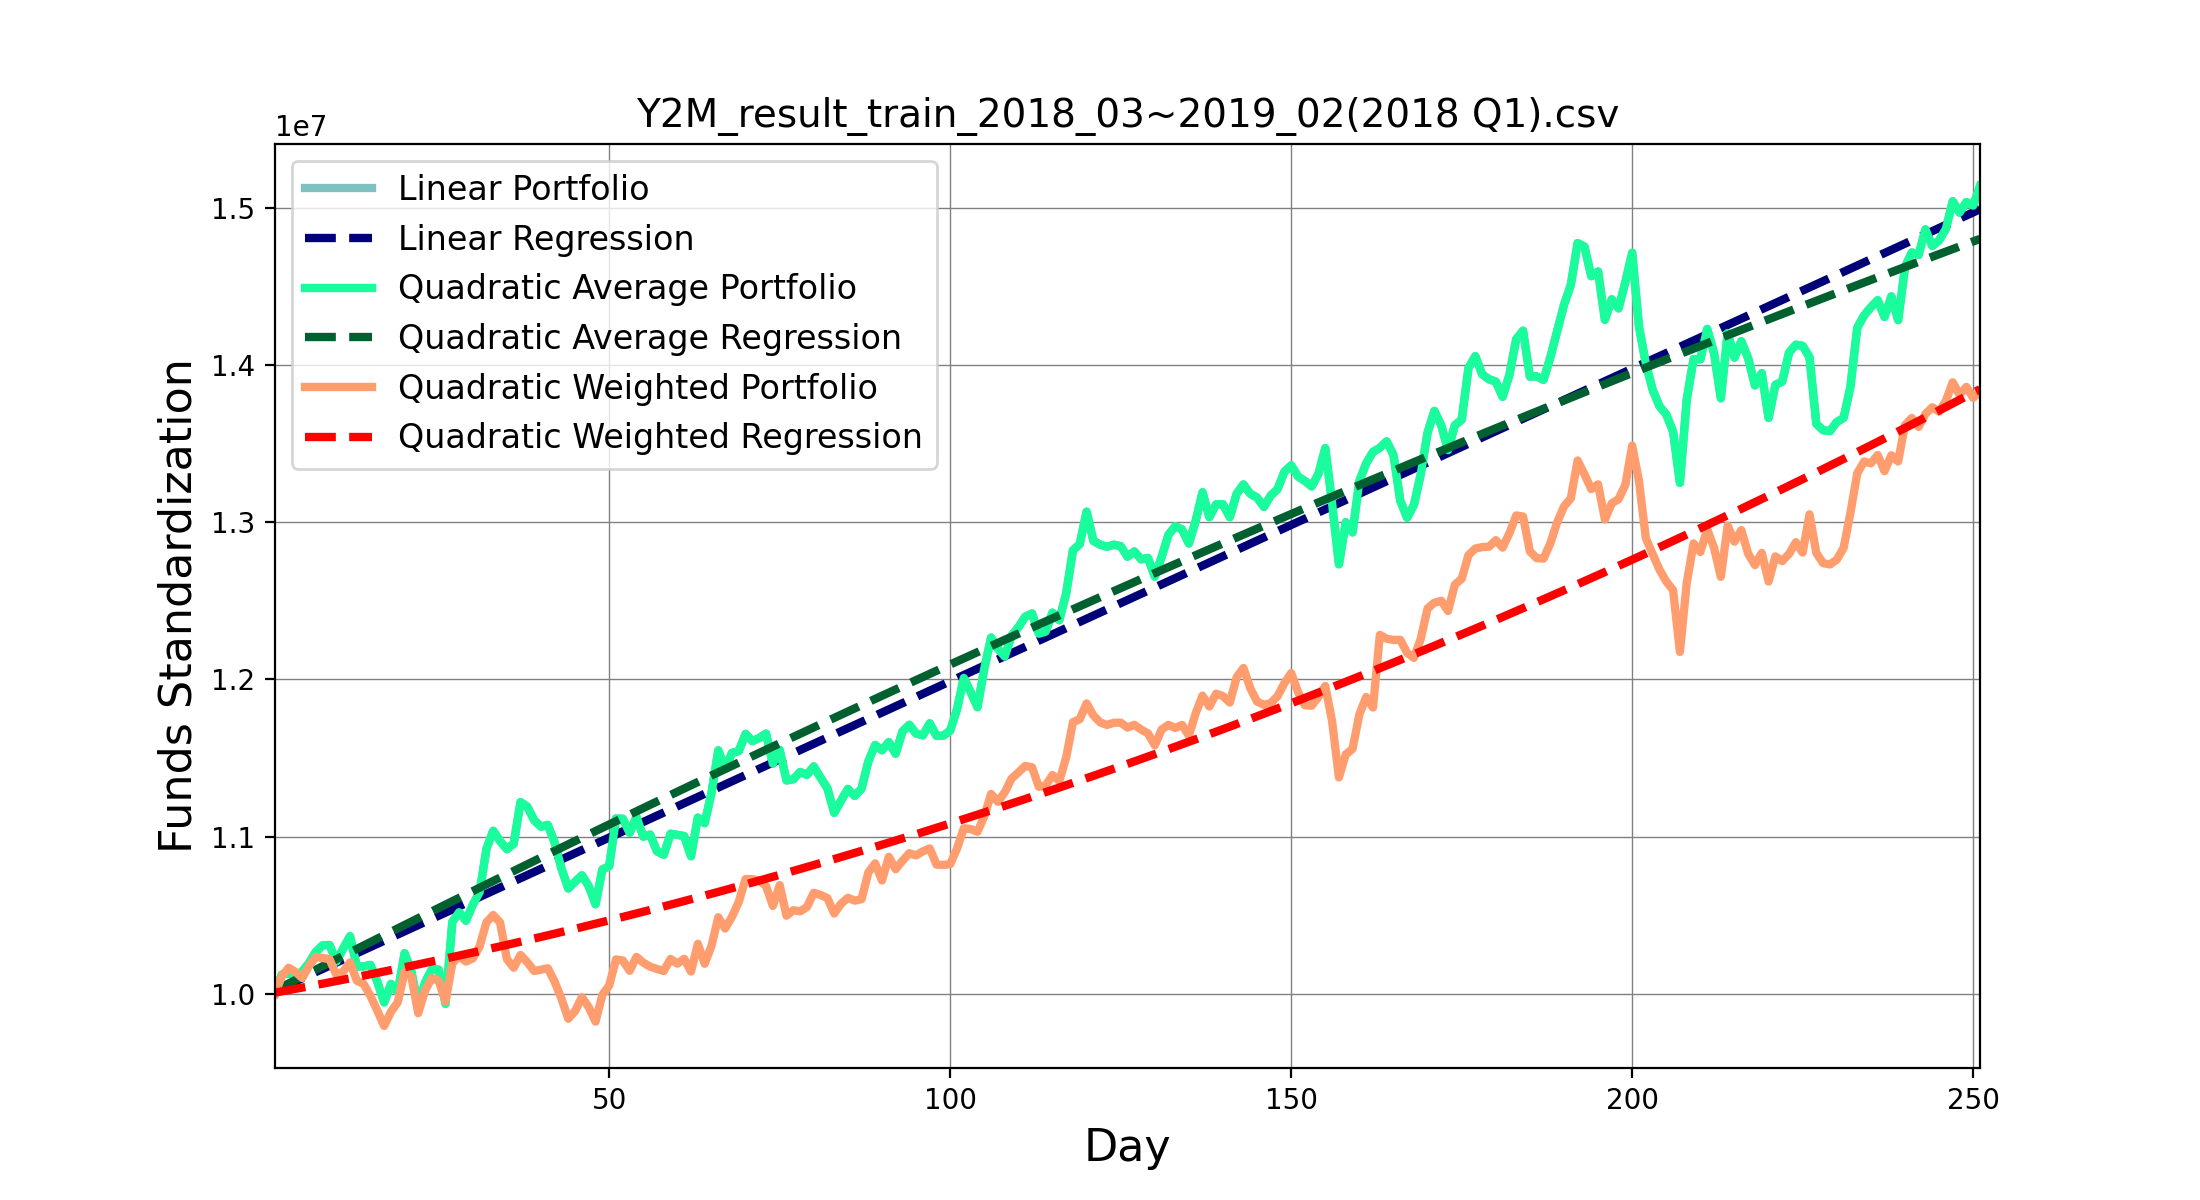 Y2M_result_train_2018_03~2019_02(2018 Q1).csv
1e7
Linear Portfolio
Linear Regression
Quadratic Average Portfolio
Quadratic Average Regression
Quadratic Weighted Portfolio
Quadratic Weighted Regression
Funds Standardization
1.5
1.4
1.3
1.2
1.1
1.0
50 100 150 200 250
Day